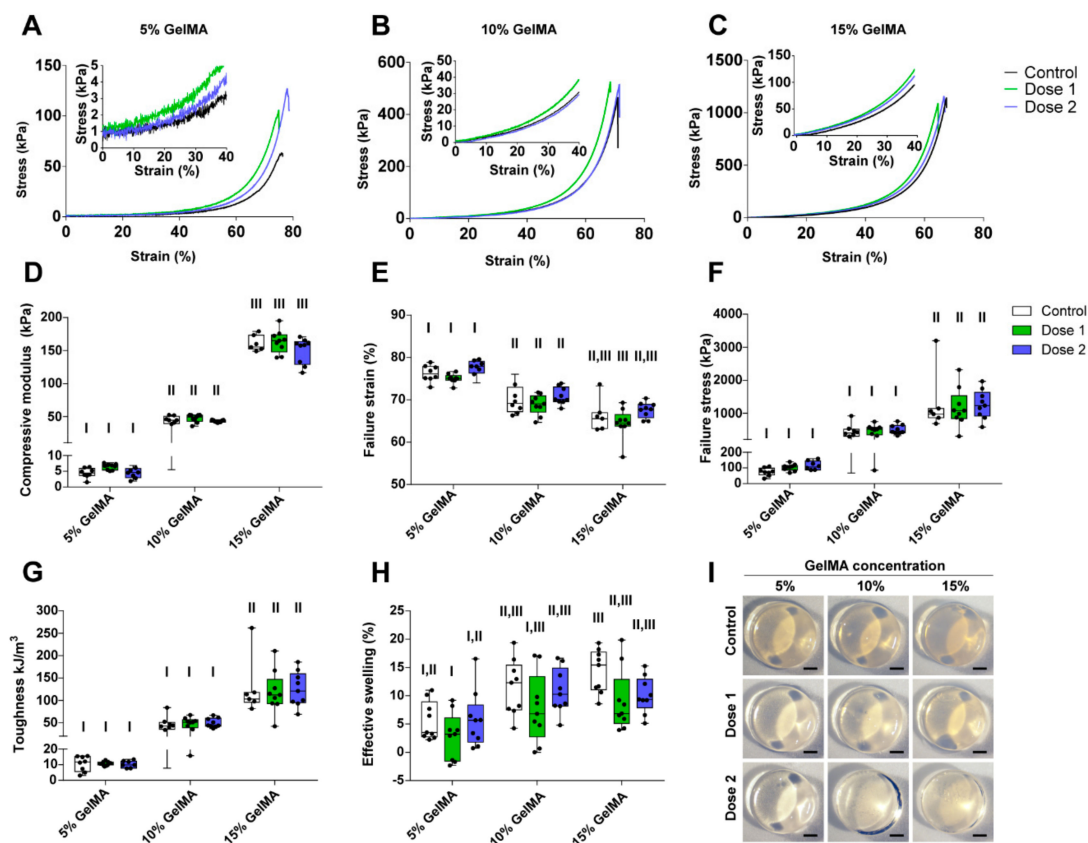 A
5% GelMA
Stress (kPa)
150
100
50
0
0
20
40
60
80
Strain (%)
Stress (kPa)
5
4
3
2
1
0
0
10
20
30
40
Strain (%)
B
10% GelMA
Stress (kPa)
600
400
200
0
0
20
40
60
80
Strain (%)
Stress (kPa)
50
40
30
20
10
0
0
10
20
30
40
Strain (%)
C
15% GelMA
Stress (kPa)
1500
1000
500
0
0
20
40
60
80
Strain (%)
Stress (kPa)
150
100
50
0
0
10
20
30
40
Strain (%)
Control
Dose 1
Dose 2
D
Compressive modulus (kPa)
200
150
100
50
10
5
0
I I I
II II II
III III III
5% GelMA
10% GelMA
15% GelMA
E
Failure strain (%)
90
80
70
60
50
I I I
II II II
II,III III II,III
5% GelMA
10% GelMA
15% GelMA
F
Failure stress (kPa)
4000
3000
2000
1000
200
100
0
I I I
I I I
II II II
5% GelMA
10% GelMA
15% GelMA
Control
Dose 1
Dose 2
G
Toughness kJ/m³
300
250
200
150
100
50
20
10
0
I I I
I I I
II II II
5% GelMA
10% GelMA
15% GelMA
H
Effective swelling (%)
25
20
15
10
5
0
-5
I,II I I,II
II,III I,III II,III
III II,III II,III
5% GelMA
10% GelMA
15% GelMA
I
GelMA concentration
5% 10% 15%
Control
Dose 1
Dose 2